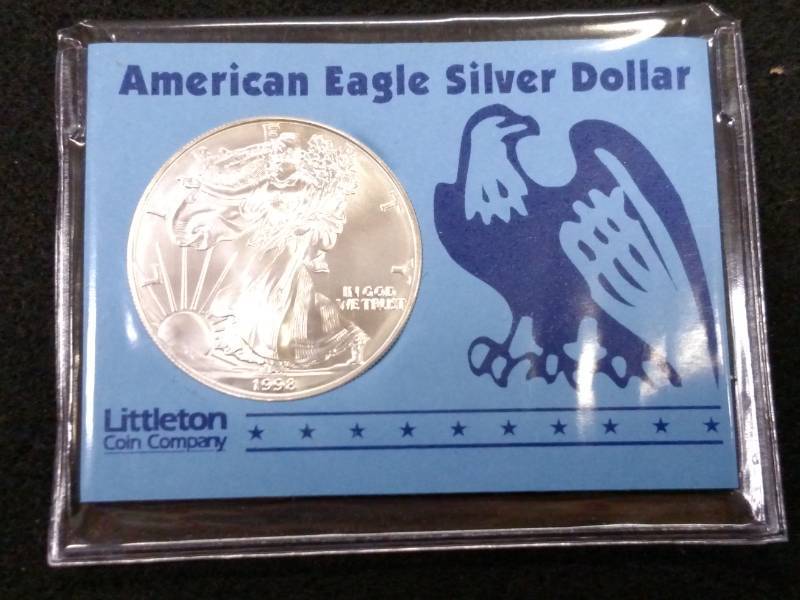 American Eagle Silver Dollar
LIBERTY
IN GOD
WE TRUST
1998
Littleton
Coin Company